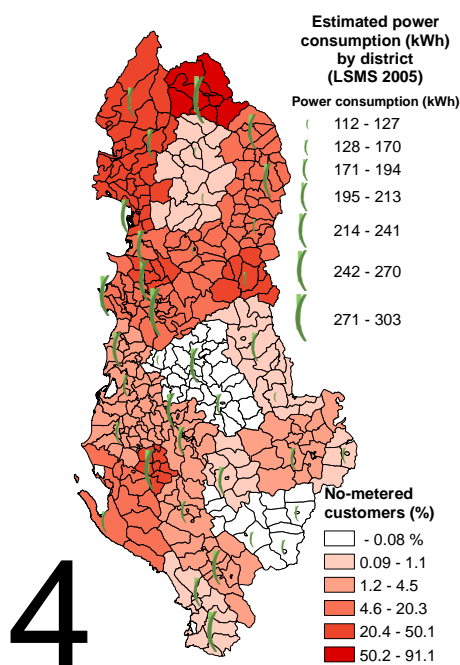 Estimated power
consumption (kWh)
by district
(LSMS 2005)
Power consumption (kWh)
112 - 127
128 - 170
171 - 194
195 - 213
214 - 241
242 - 270
271 - 303
No-metered
customers (%)
- 0.08 %
0.09 - 1.1
1.2 - 4.5
4.6 - 20.3
20.4 - 50.1
50.2 - 91.1
4